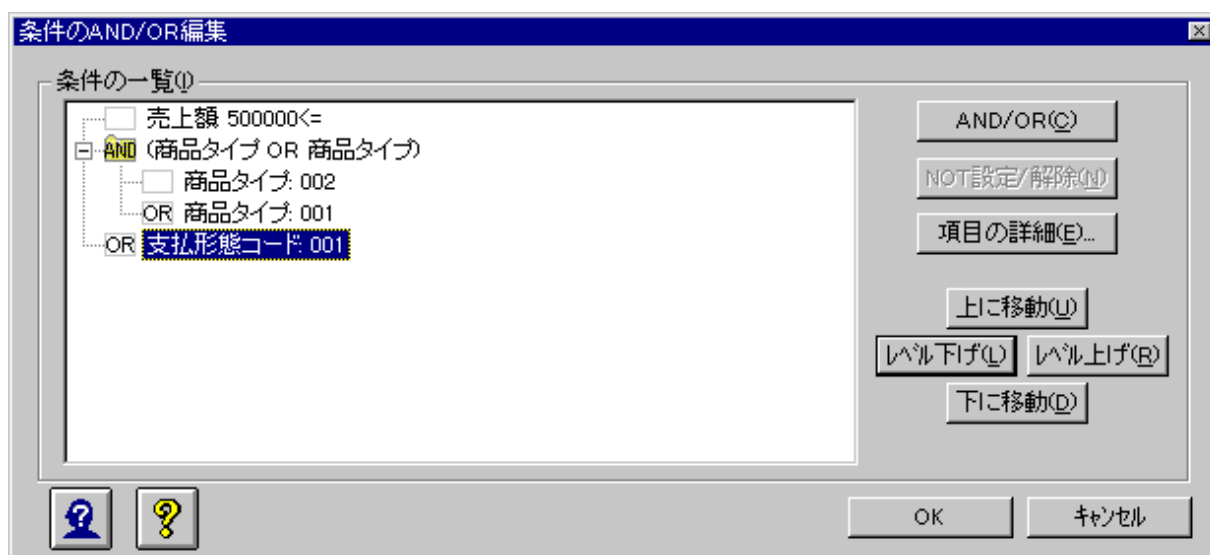 条件のAND/OR編集
条件の一覧(I)
売上額 500000<=
AND (商品タイプ OR 商品タイプ)
商品タイプ: 002
OR 商品タイプ: 001
OR 支払形態コード: 001
AND/OR(C)
NOT設定/解除(N)
項目の詳細(E)...
上に移動(U)
レベル下げ(L) レベル上げ(R)
下に移動(D)
OK キャンセル